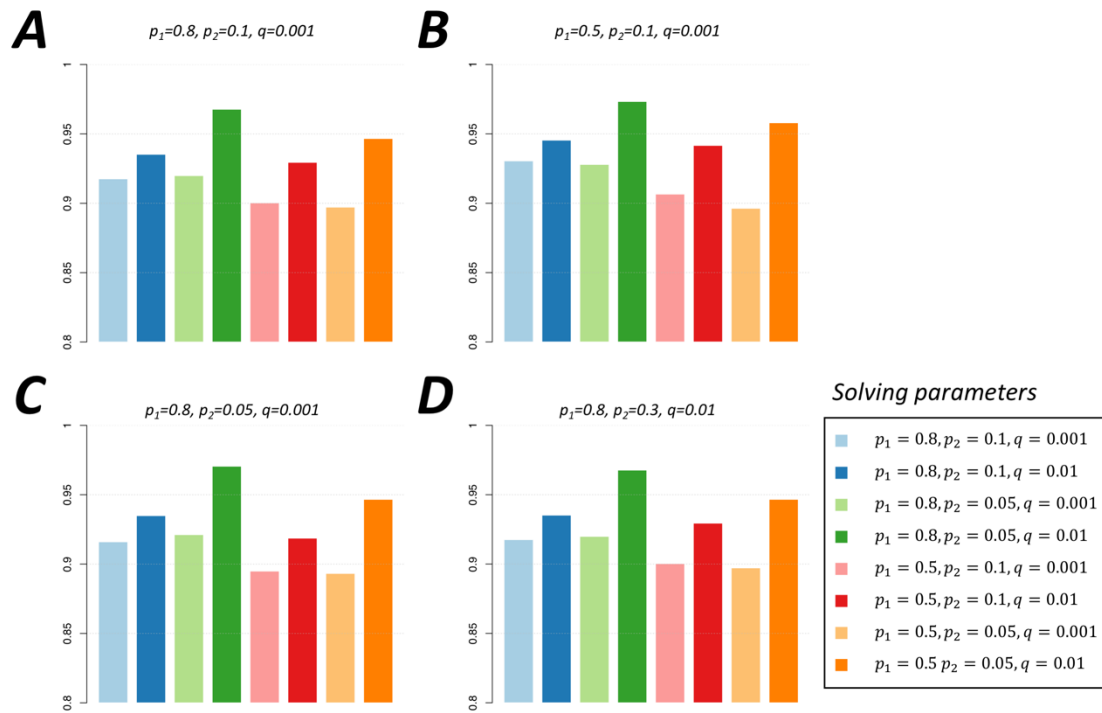 A
p₁=0.8, p₂=0.1, q=0.001
1
0.95
0.9
0.85
0.8
B
p₁=0.5, p₂=0.1, q=0.001
1
0.95
0.9
0.85
0.8
C
p₁=0.8, p₂=0.05, q=0.001
1
0.95
0.9
0.85
0.8
D
p₁=0.8, p₂=0.3, q=0.01
1
0.95
0.9
0.85
0.8
Solving parameters
p₁ = 0.8, p₂ = 0.1, q = 0.001
p₁ = 0.8, p₂ = 0.1, q = 0.01
p₁ = 0.8, p₂ = 0.05, q = 0.001
p₁ = 0.8, p₂ = 0.05, q = 0.01
p₁ = 0.5, p₂ = 0.1, q = 0.001
p₁ = 0.5, p₂ = 0.1, q = 0.01
p₁ = 0.5, p₂ = 0.05, q = 0.001
p₁ = 0.5 p₂ = 0.05, q = 0.01